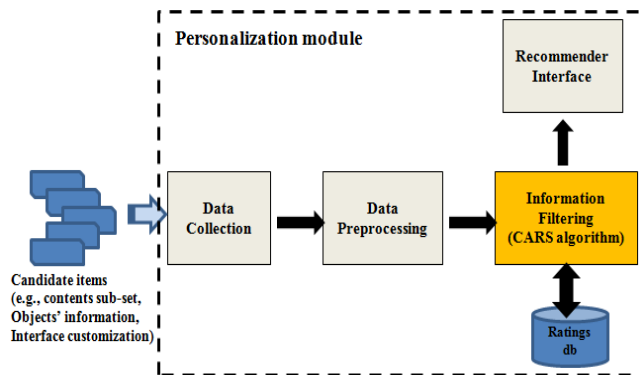 Personalization module
Recommender
Interface
Data
Collection
Data
Preprocessing
Information
Filtering
(CARS algorithm)
Candidate items
(e.g., contents sub-set,
Objects' information,
Interface customization)
Ratings
db